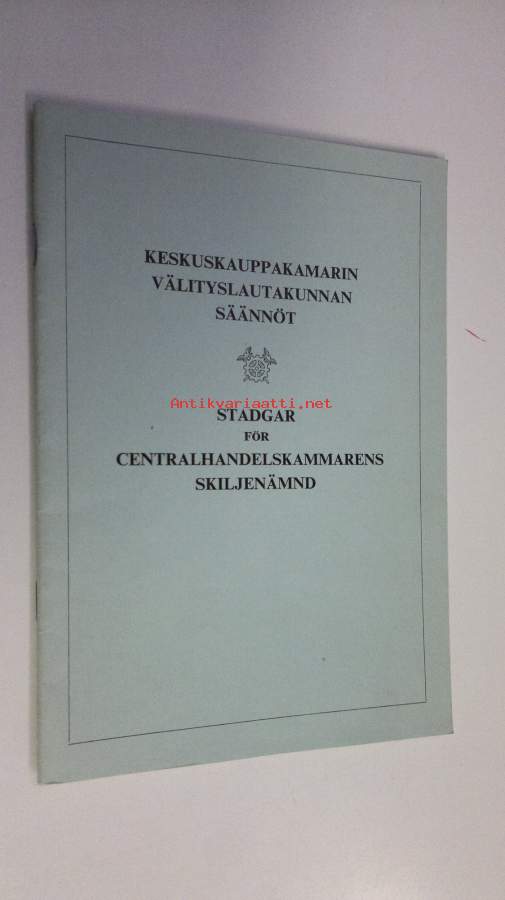 KESKUSKAUPPAKAMARIN
VÄLITYSLAUTAKUNNAN
SÄÄNNÖT
Antikvariaatti.net
STADGAR
FÖR
CENTRALHANDELSKAMMARENS
SKILJENÄMND